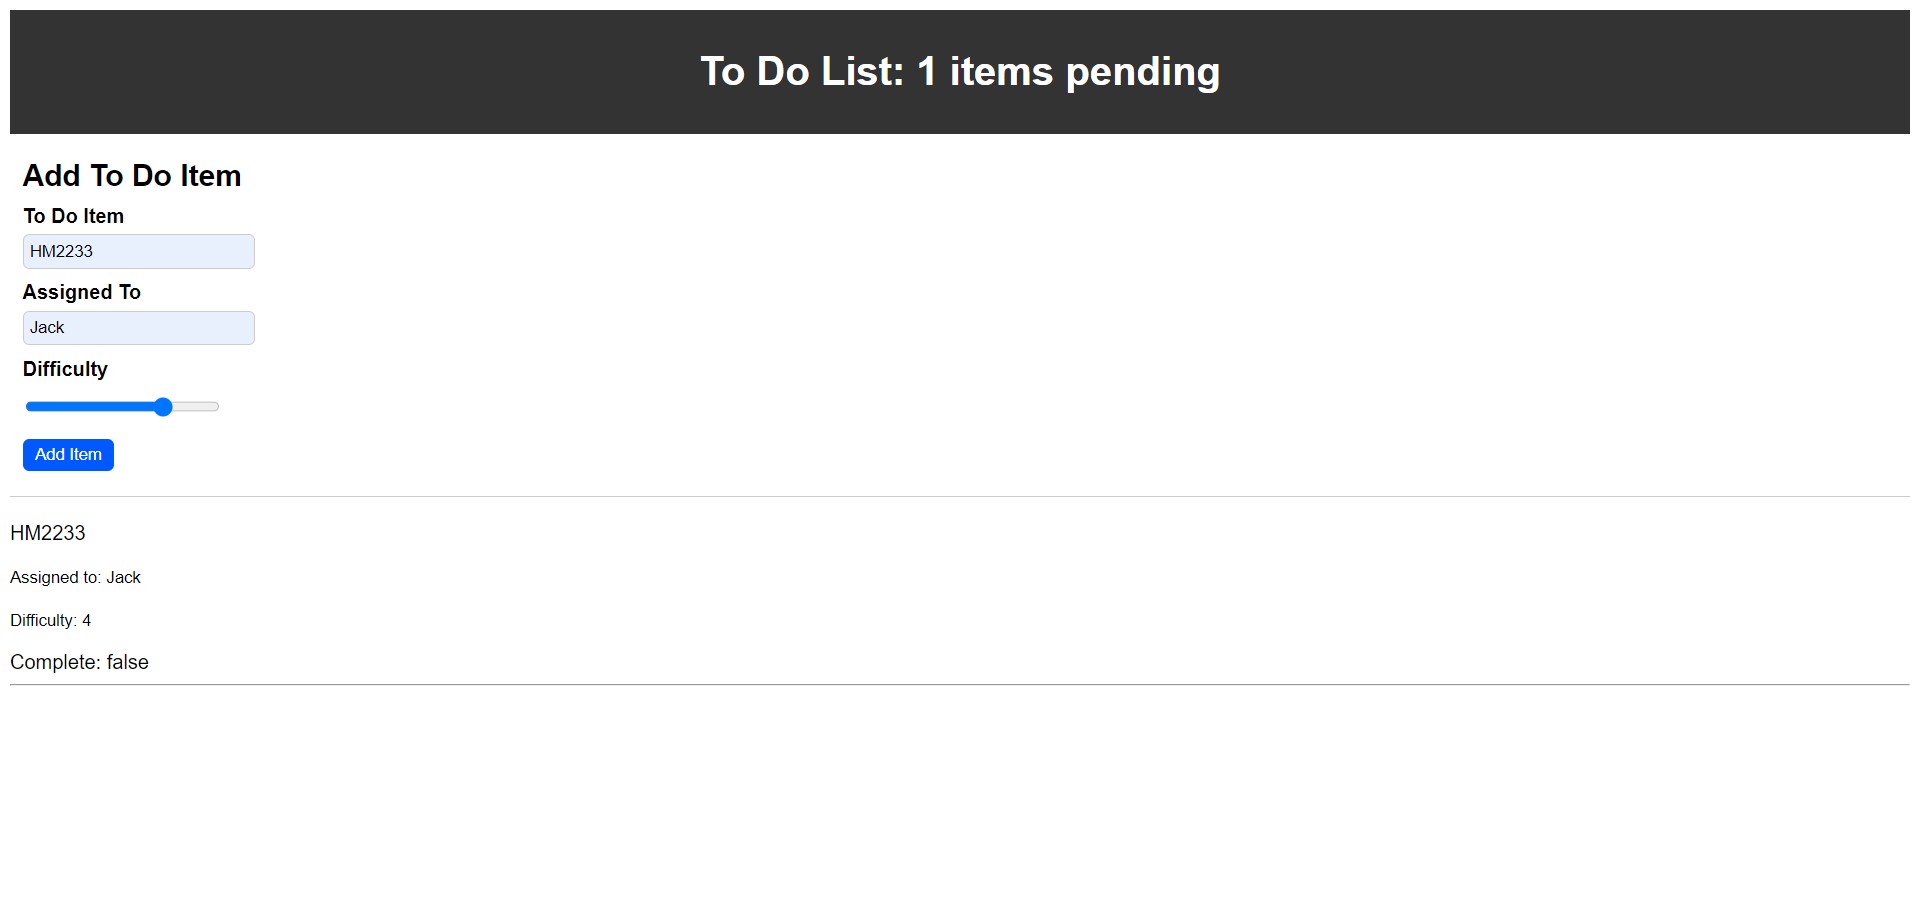 To Do List: 1 items pending
Add To Do Item
To Do Item
HM2233
Assigned To
Jack
Difficulty
Add Item
HM2233
Assigned to: Jack
Difficulty: 4
Complete: false